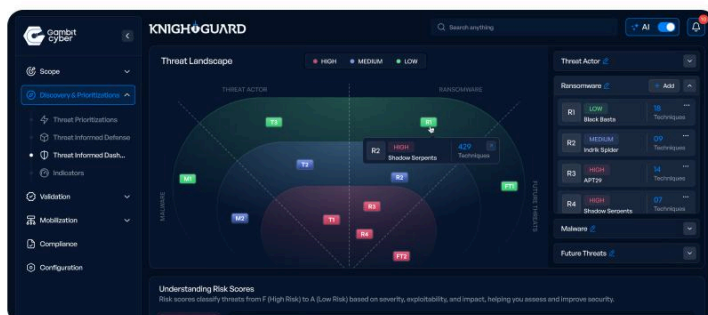 Gambit
cyber
KNIGHTGUARD
Search anything
AI
Scope
Discovery & Prioritizations
Threat Prioritizations
Threat Informed Defense
Threat Informed Dash...
Indicators
Validation
Mobilization
Compliance
Configuration
Threat Landscape
HIGH
MEDIUM
LOW
THREAT ACTOR
RANSOMWARE
MALWARE
FUTURE THREATS
T3
R1
T2
R2
M1
FT1
M2
T1
R3
R4
FT2
R2
HIGH
Shadow Serpents
429
Techniques
Threat Actor
Ransomware
+ Add
R1
LOW
Black Basta
18
Techniques
R2
MEDIUM
Indrik Spider
09
Techniques
R3
HIGH
APT29
14
Techniques
R4
HIGH
Shadow Serpents
07
Techniques
Malware
Future Threats
Understanding Risk Scores
Risk scores classify threats from F (High Risk) to A (Low Risk) based on severity, exploitability, and impact, helping you assess and improve security.